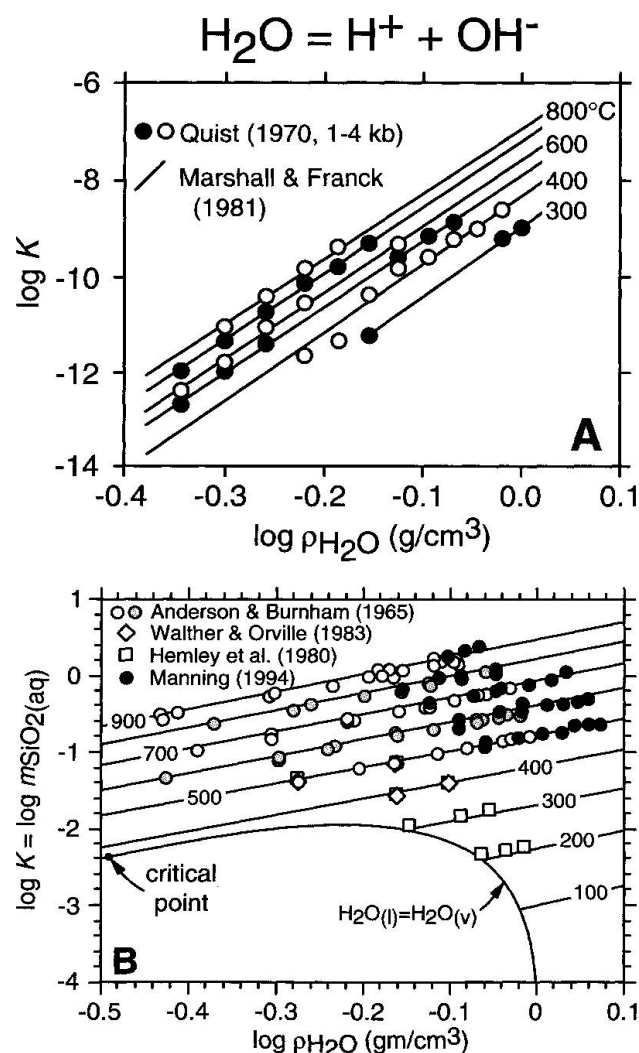 H₂O = H⁺ + OH⁻
-6
800°C
Quist (1970, 1-4 kb)
600
-8
Marshall & Franck
400
(1981)
300
log K
-10
-12
A
-14
-0.4 -0.3 -0.2 -0.1 0.0 0.1
log ρH₂O (g/cm³)
1
Anderson & Burnham (1965)
Walther & Orville (1983)
0
Hemley et al. (1980)
Manning (1994)
900
-1
700
400
500
300
-2
200
critical
point
100
-3
H₂O(l)=H₂O(v)
log K = log mSiO₂(aq)
B
-4
-0.5 -0.4 -0.3 -0.2 -0.1 0 0.1
log ρH₂O (gm/cm³)